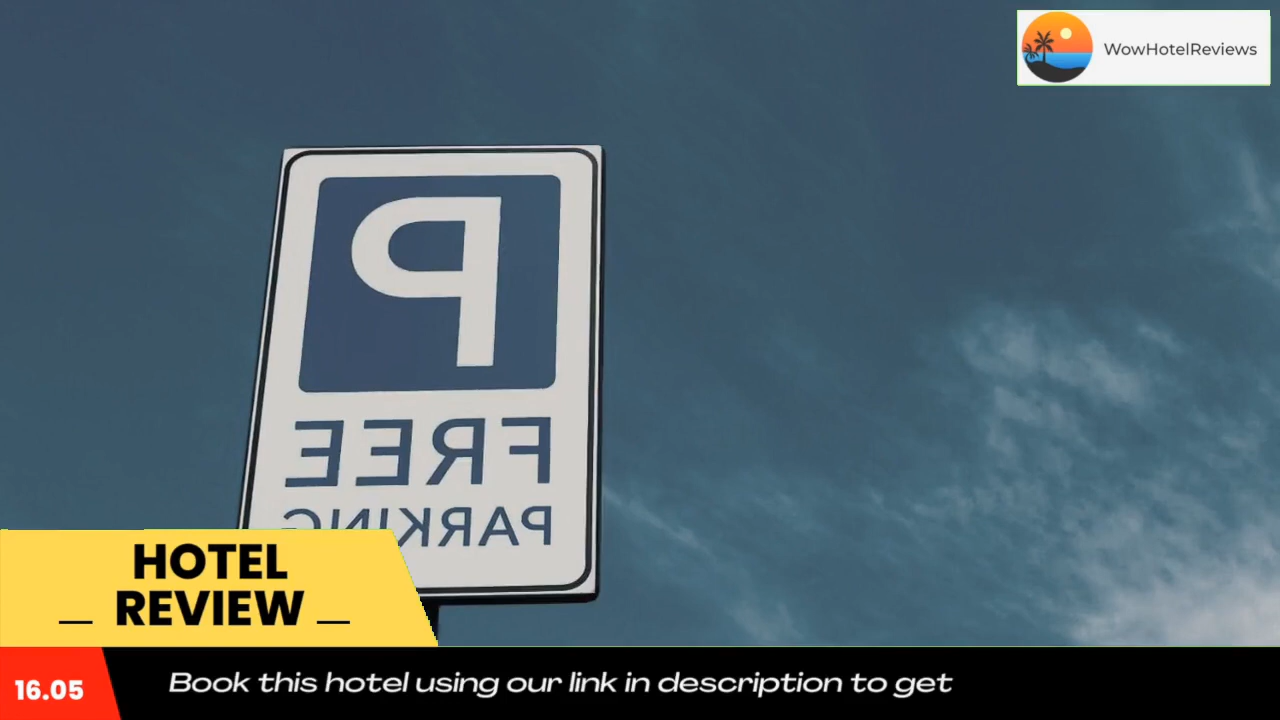 WowHotelReviews
P
FREE
PARKING
HOTEL
REVIEW
16.05
Book this hotel using our link in description to get